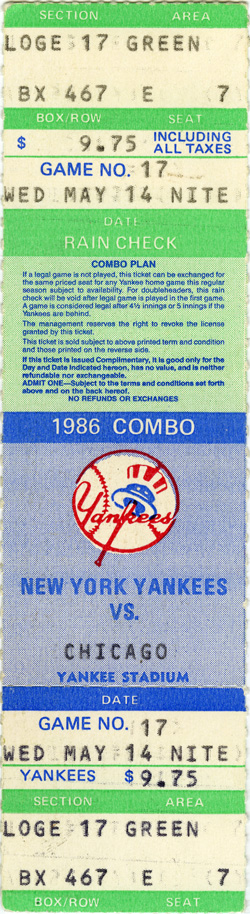 SECTION AREA
LOGE 17 GREEN
BX 467 E 7
BOX/ROW SEAT
$ 9.75 INCLUDING ALL TAXES
GAME NO. 17
WED MAY 14 NITE
DATE
RAIN CHECK
COMBO PLAN
If a legal game is not played, this ticket can be exchanged for
the same priced seat for any Yankee home game this regular
season subject to availability. For doubleheaders, this rain
check will be void after legal game is played in the first game.
A game is considered legal after 4½ innings or 5 innings if the
Yankees are behind.
The management reserves the right to revoke the license
granted by this ticket.
This ticket is sold subject to above printed term and condition
and those printed on the reverse side.
If this ticket is Issued Complimentary, It is good only for the
Day and Date Indicated hereon, has no value, and is neither
refundable nor exchangeable.
ADMIT ONE—Subject to the terms and conditions set forth
above and on the back hereof.
NO REFUNDS OR EXCHANGES
1986 COMBO
Yankees
NEW YORK YANKEES
VS.
CHICAGO
YANKEE STADIUM
DATE
GAME NO. 17
WED MAY 14 NITE
YANKEES $9.75
SECTION AREA
LOGE 17 GREEN
BX 467 E 7
BOX/ROW SEAT